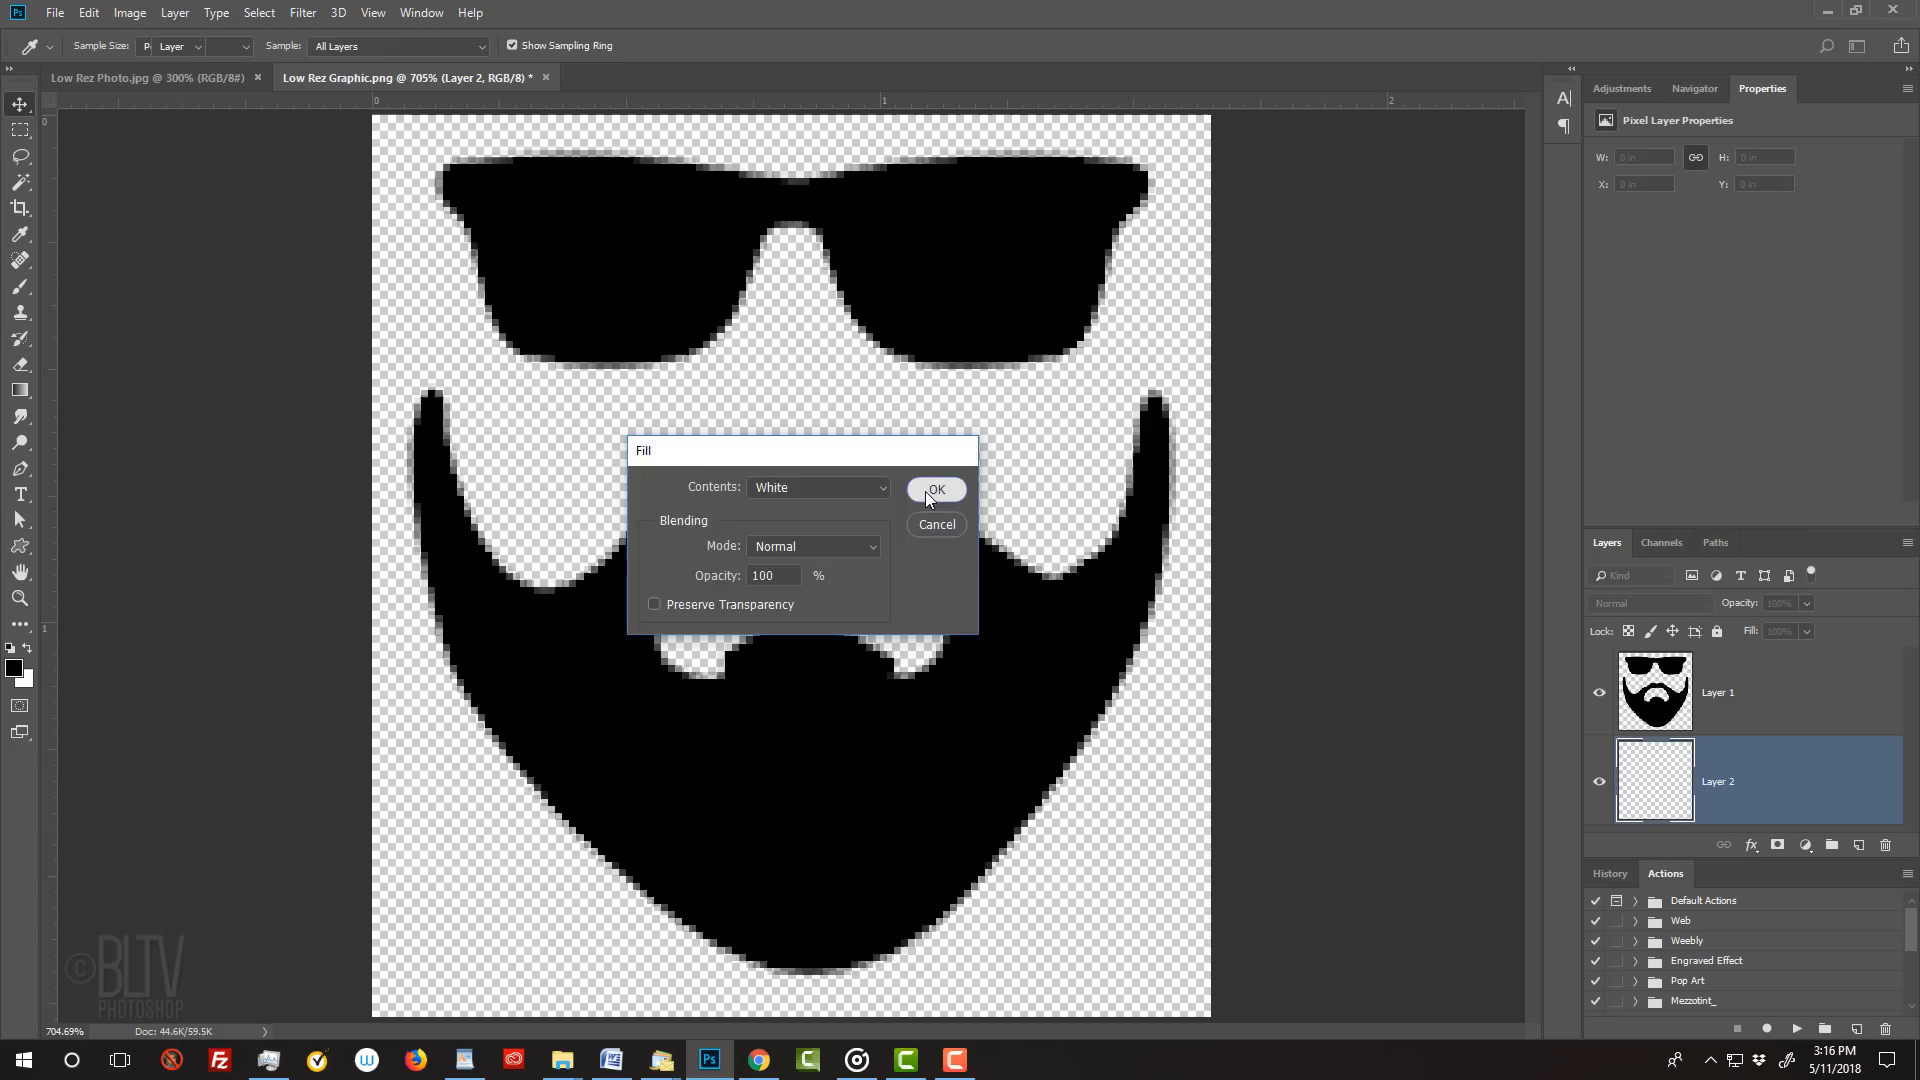 Ps File Edit Image Layer Type Select Filter 3D View Window Help
Sample Size: P Layer Sample: All Layers Show Sampling Ring
Low Rez Photo.jpg @ 300% (RGB/8#) × Low Rez Graphic.png @ 705% (Layer 2, RGB/8) * ×
Adjustments Navigator Properties
0 1 2
Pixel Layer Properties
W: 0 in H: 0 in
X: 0 in Y: 0 in
Fill
Contents: White OK
Blending Cancel
Mode: Normal
Opacity: 100 %
Preserve Transparency
Layers Channels Paths
Kind
Normal Opacity: 100%
Lock: Fill: 100%
Layer 1
Layer 2
History Actions
Default Actions
Web
Weebly
Engraved Effect
Pop Art
Mezzotint_
©BLTV
PHOTOSHOP
704.69% Doc: 44.6K/59.5K
3:16 PM
5/11/2018